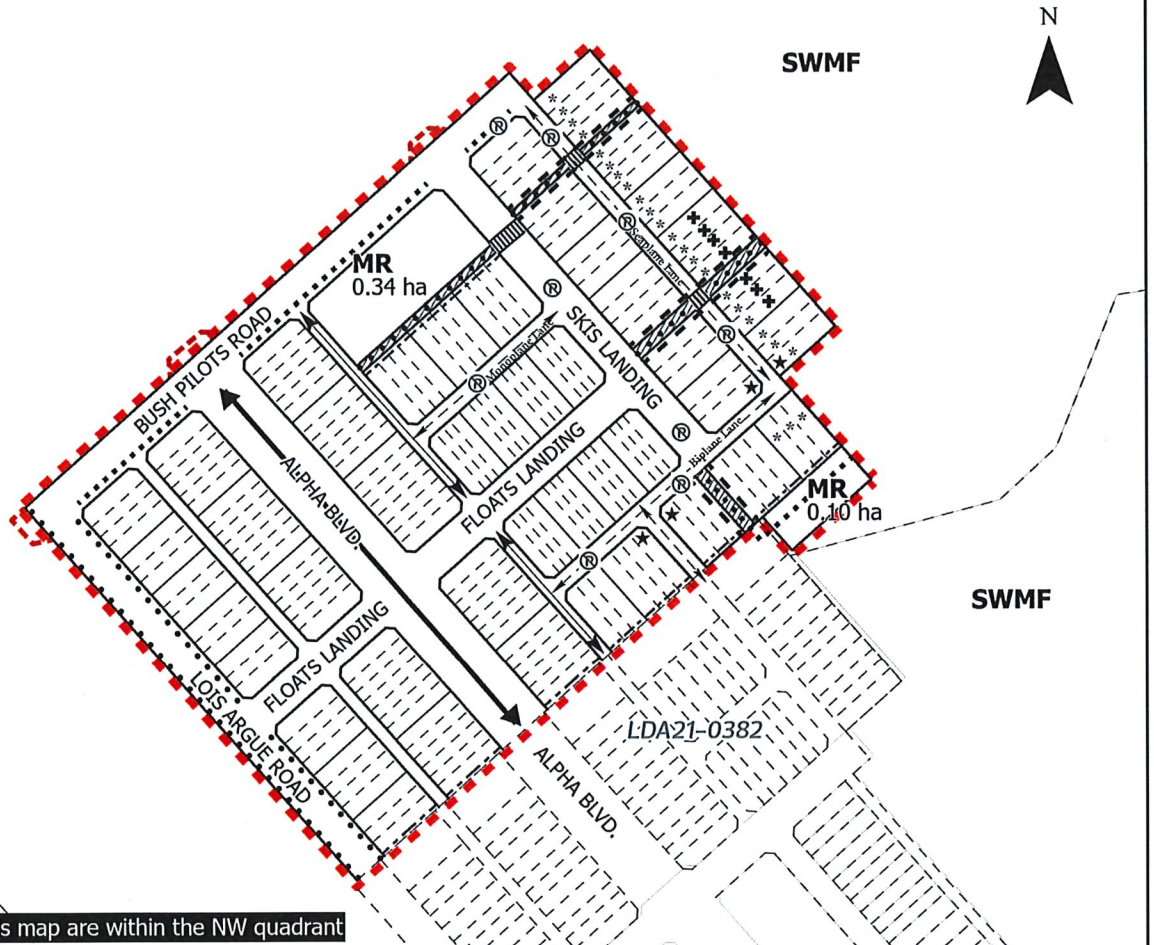 N
SWMF
MR
0.34 ha
Seaplane Lane
BUSH PILOTS ROAD
SKIS LANDING
Monoplane Lane
ALPHA BLVD.
FLOATS LANDING
Biplane Lane
MR
0.10 ha
SWMF
FLOATS LANDING
LOIS ARGUE ROAD
LDA21-0382
ALPHA BLVD.
s map are within the NW quadrant
R
R
R
R
R
R
R
R
R